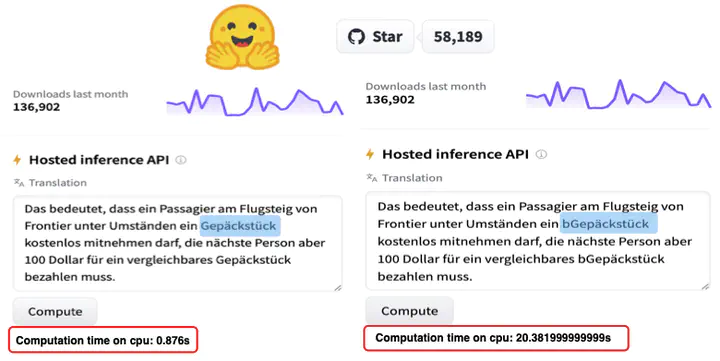 Star 58,189
Downloads last month
136,902
Hosted inference API
Translation
Das bedeutet, dass ein Passagier am Flugsteig von
Frontier unter Umständen ein Gepäckstück
kostenlos mitnehmen darf, die nächste Person aber
100 Dollar für ein vergleichbares Gepäckstück
bezahlen muss.
Compute
Computation time on cpu: 0.876s
Downloads last month
136,902
Hosted inference API
Translation
Das bedeutet, dass ein Passagier am Flugsteig von
Frontier unter Umständen ein bGepäckstück
kostenlos mitnehmen darf, die nächste Person aber
100 Dollar für ein vergleichbares bGepäckstück
bezahlen muss.
Compute
Computation time on cpu: 20.381999999999s